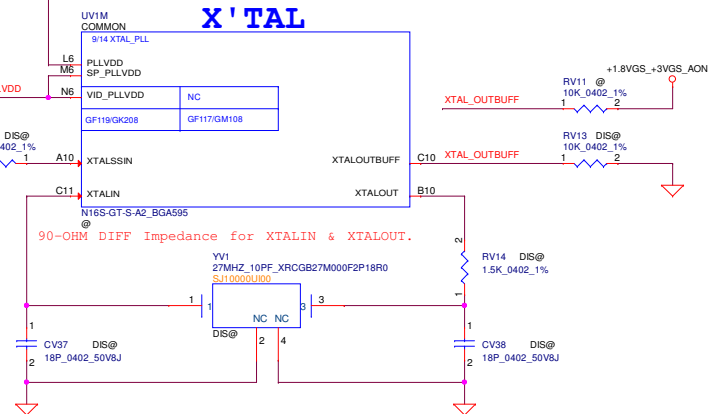 X'TAL
UV1M
COMMON
9/14 XTAL_PLL
L6 PLLVDD
M6 SP_PLLVDD
VDD N6 VID_PLLVDD NC
GF119/GK208 GF117/GM108
+1.8VGS_+3VGS_AON
RV11 @
10K_0402_1%
XTAL_OUTBUFF 1 2
DIS@
402_1%
1 A10 XTALSSIN
XTALOUTBUFF C10 XTAL_OUTBUFF
RV13 DIS@
10K_0402_1%
1 2
C11 XTALIN
XTALOUT B10
N16S-GT-S-A2_BGA595
@
90-OHM DIFF Impedance for XTALIN & XTALOUT.
YV1
27MHZ_10PF_XRCGB27M000F2P18R0
SJ10000UI00
1 1 3 3
NC NC
DIS@
2 4
2
RV14 DIS@
1.5K_0402_1%
1
1
CV37 DIS@
2 18P_0402_50V8J
1
CV38 DIS@
2 18P_0402_50V8J